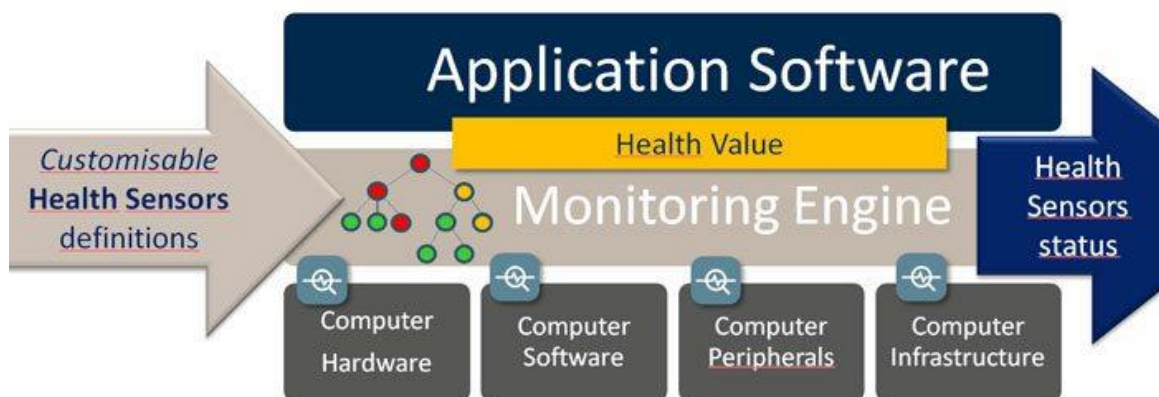 Application Software
Health Value
Customisable
Health Sensors
definitions
Monitoring Engine
Health
Sensors
status
Computer
Hardware
Computer
Software
Computer
Peripherals
Computer
Infrastructure